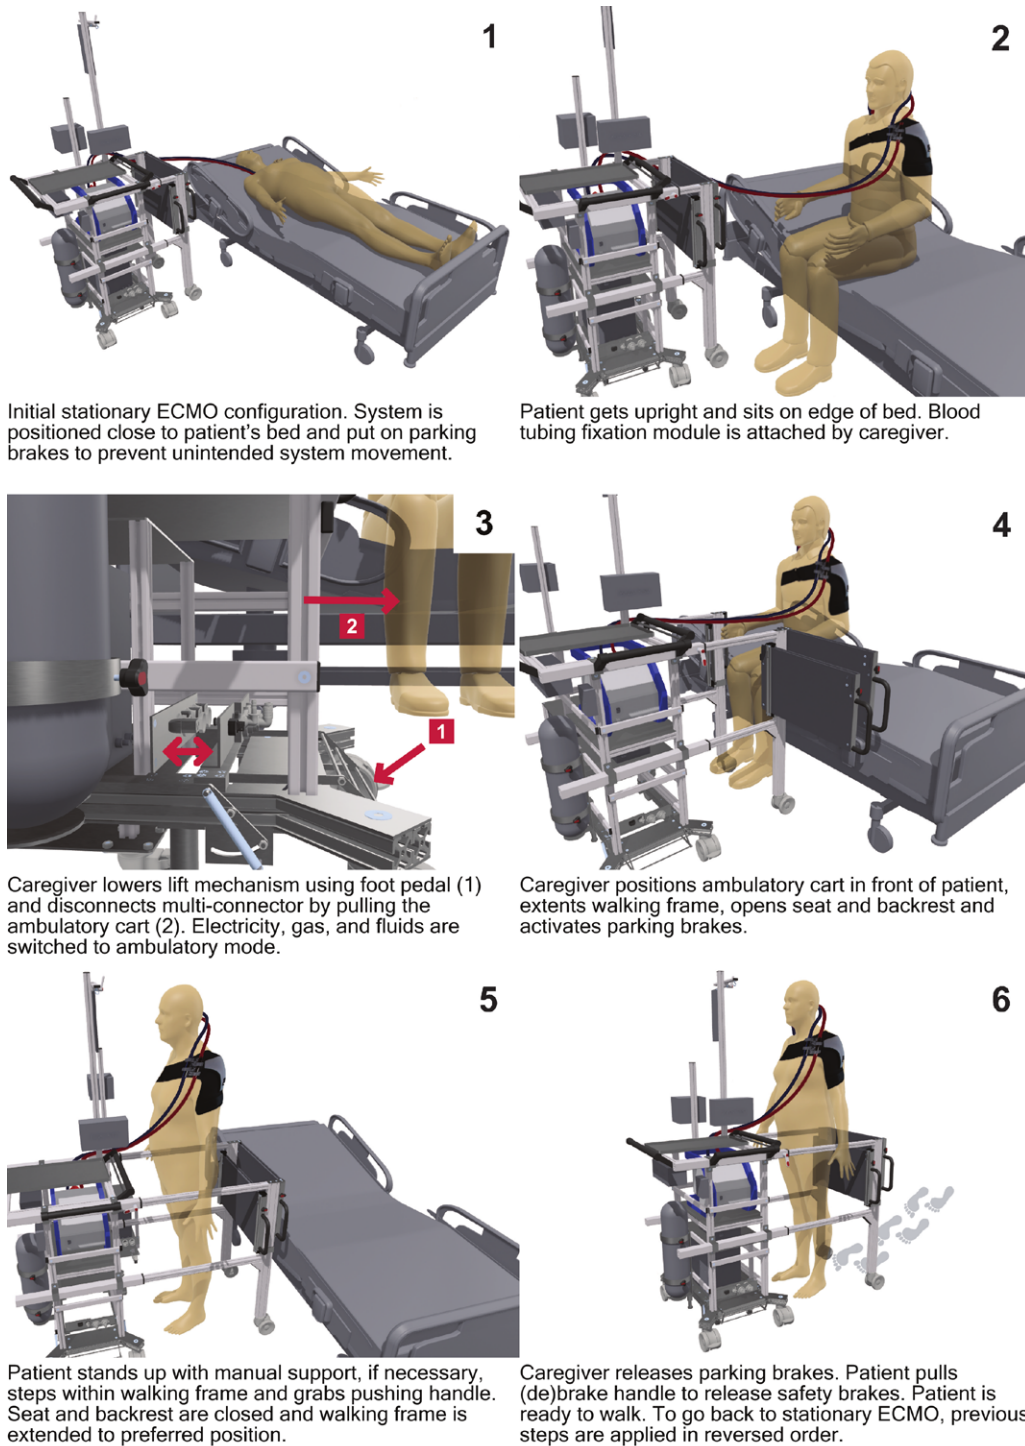 1
Initial stationary ECMO configuration. System is
positioned close to patient's bed and put on parking
brakes to prevent unintended system movement.
2
Patient gets upright and sits on edge of bed. Blood
tubing fixation module is attached by caregiver.
3
2
1
Caregiver lowers lift mechanism using foot pedal (1)
and disconnects multi-connector by pulling the
ambulatory cart (2). Electricity, gas, and fluids are
switched to ambulatory mode.
4
Caregiver positions ambulatory cart in front of patient,
extents walking frame, opens seat and backrest and
activates parking brakes.
5
Patient stands up with manual support, if necessary,
steps within walking frame and grabs pushing handle.
Seat and backrest are closed and walking frame is
extended to preferred position.
6
Caregiver releases parking brakes. Patient pulls
(de)brake handle to release safety brakes. Patient is
ready to walk. To go back to stationary ECMO, previous
steps are applied in reversed order.